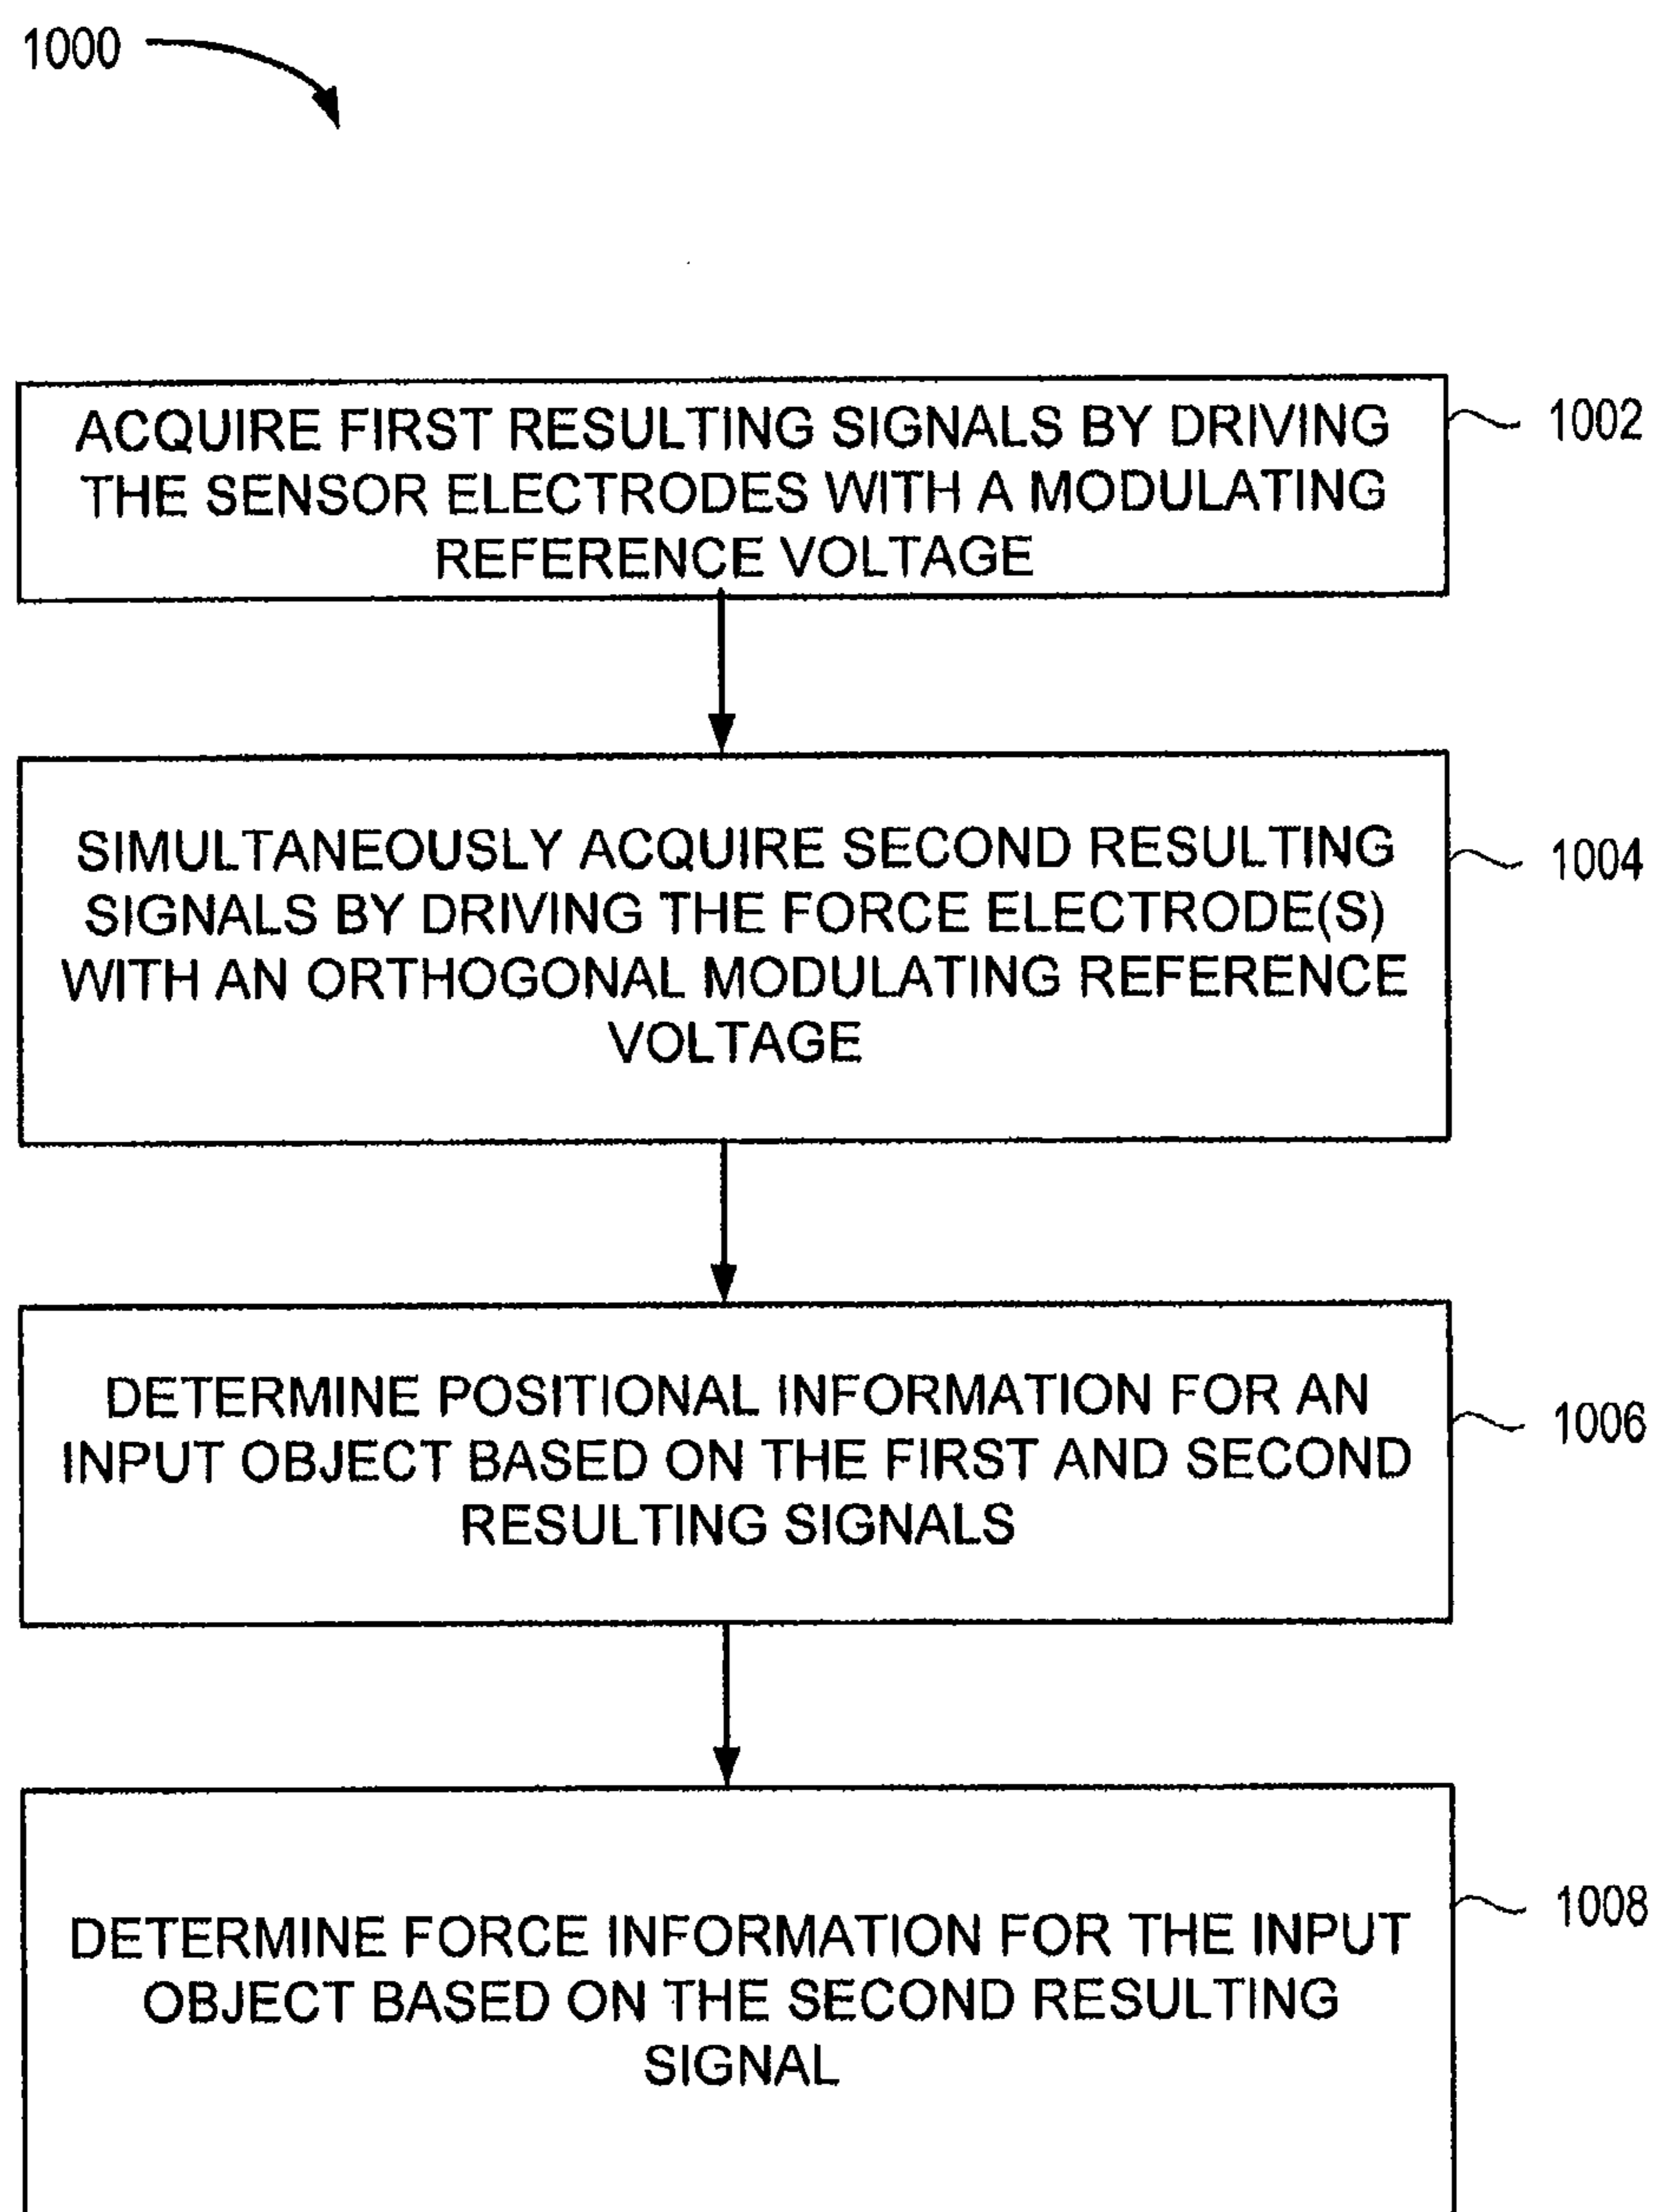 1000
ACQUIRE FIRST RESULTING SIGNALS BY DRIVING
THE SENSOR ELECTRODES WITH A MODULATING
REFERENCE VOLTAGE
1002
SIMULTANEOUSLY ACQUIRE SECOND RESULTING
SIGNALS BY DRIVING THE FORCE ELECTRODE(S)
WITH AN ORTHOGONAL MODULATING REFERENCE
VOLTAGE
1004
DETERMINE POSITIONAL INFORMATION FOR AN
INPUT OBJECT BASED ON THE FIRST AND SECOND
RESULTING SIGNALS
1006
DETERMINE FORCE INFORMATION FOR THE INPUT
OBJECT BASED ON THE SECOND RESULTING
SIGNAL
1008